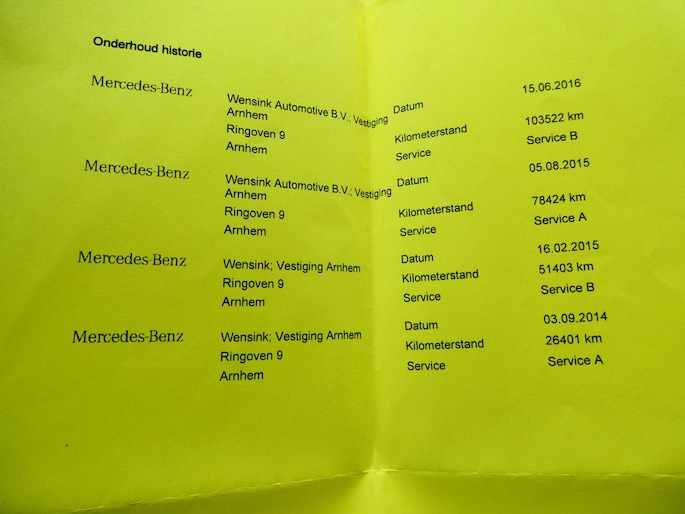 Onderhoud historie
Mercedes-Benz Wensink Automotive B.V.; Vestiging Datum 15.06.2016
Arnhem
Ringoven 9 Kilometerstand 103522 km
Arnhem Service Service B
Mercedes-Benz Wensink Automotive B.V.; Vestiging Datum 05.08.2015
Arnhem
Ringoven 9 Kilometerstand 78424 km
Arnhem Service Service A
Mercedes-Benz Wensink; Vestiging Arnhem Datum 16.02.2015
Ringoven 9 Kilometerstand 51403 km
Arnhem Service Service B
Mercedes-Benz Wensink; Vestiging Arnhem Datum 03.09.2014
Ringoven 9 Kilometerstand 26401 km
Arnhem Service Service A